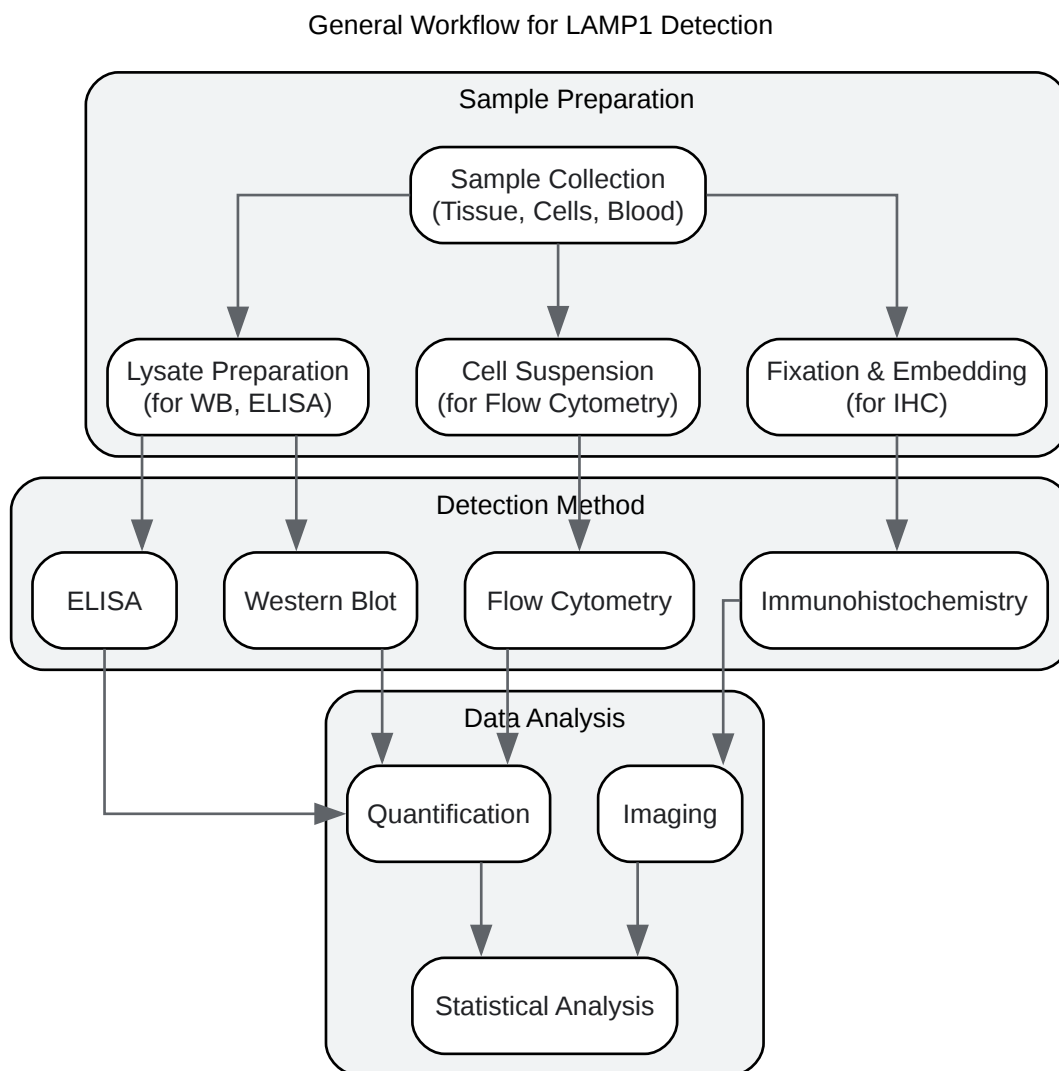 General Workflow for LAMP1 Detection
Sample Preparation
Sample Collection
(Tissue, Cells, Blood)
Lysate Preparation
(for WB, ELISA)
Cell Suspension
(for Flow Cytometry)
Fixation & Embedding
(for IHC)
Detection Method
ELISA
Western Blot
Flow Cytometry
Immunohistochemistry
Data Analysis
Quantification
Imaging
Statistical Analysis